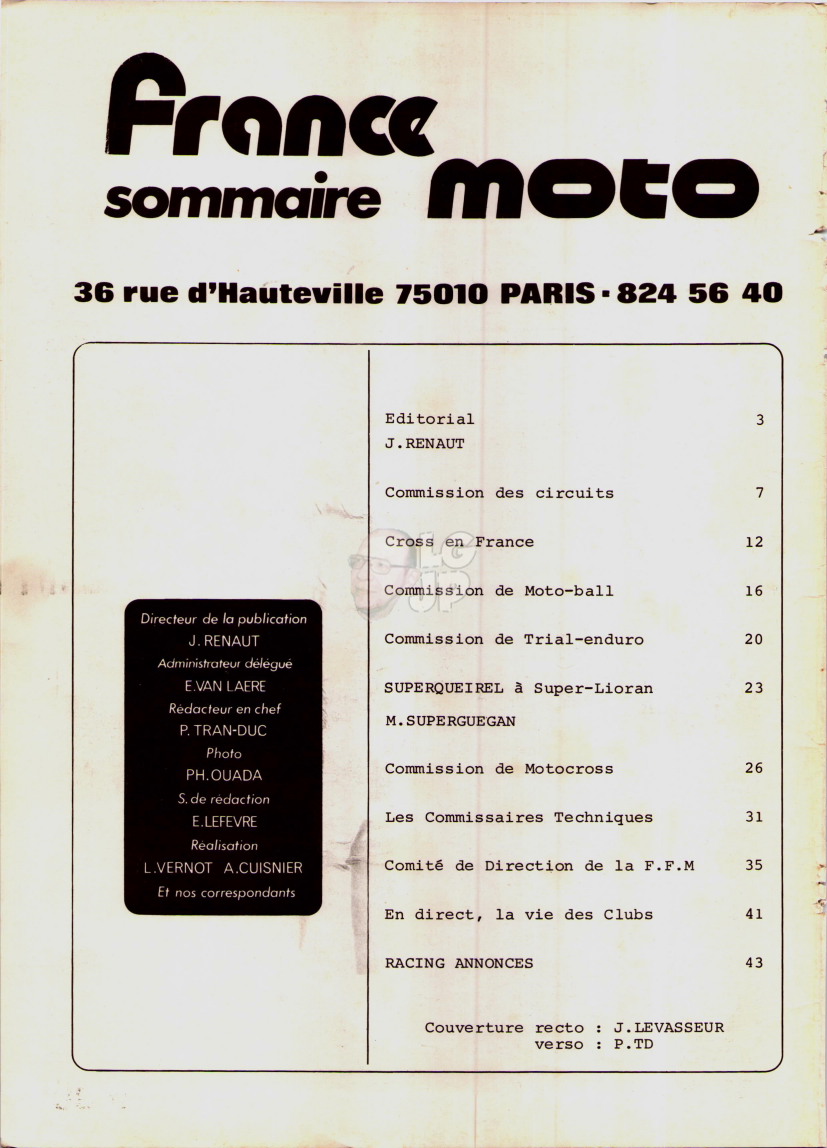 France
sommaire moto
36 rue d'Hauteville 75010 PARIS · 824 56 40
Directeur de la publication
J. RENAUT
Administrateur délégué
E.VAN LAERE
Rédacteur en chef
P. TRAN-DUC
Photo
PH.OUADA
S. de rédaction
E.LEFEVRE
Réalisation
L.VERNOT A.CUISNIER
Et nos correspondants
Editorial 3
J.RENAUT
Commission des circuits 7
Cross en France 12
Commission de Moto-ball 16
Commission de Trial-enduro 20
SUPERQUEIREL à Super-Lioran 23
M.SUPERGUEGAN
Commission de Motocross 26
Les Commissaires Techniques 31
Comité de Direction de la F.F.M 35
En direct, la vie des Clubs 41
RACING ANNONCES 43
Couverture recto : J.LEVASSEUR
verso : P.TD
LG
JP